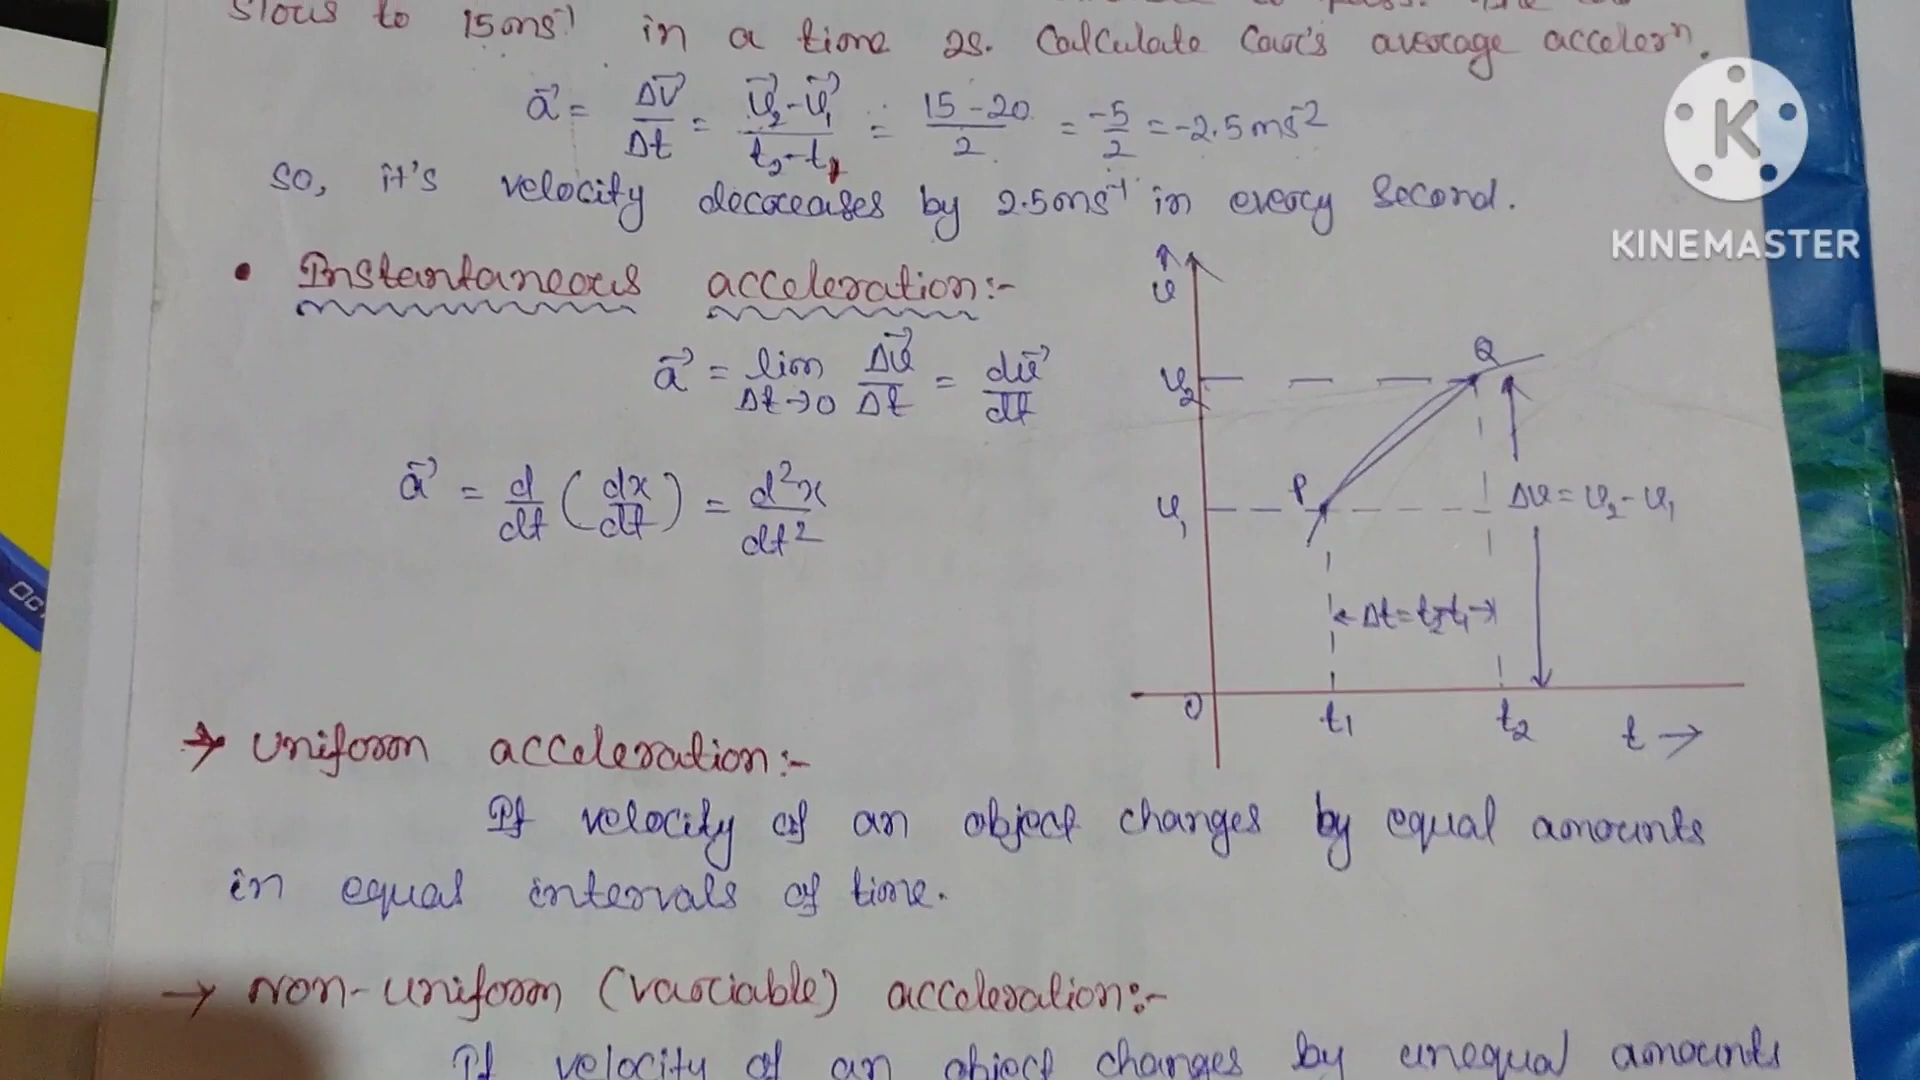 slows to 15ms⁻¹ in a time 2s. Calculate Car's average accelerⁿ.
a⃗ = Δv⃗/Δt = (v⃗₂-v⃗₁)/(t₂-t₁) = (15-20)/2 = -5/2 = -2.5ms⁻²
So, it's velocity decreases by 2.5ms⁻¹ in every second.
K
KINEMASTER
• Instantaneous acceleration:-
a⃗ = lim Δt→0 Δv⃗/Δt = dv⃗/dt
a⃗ = d/dt (dx/dt) = d²x/dt²
↑ v
Q
v₂
P
v₁
Δv = v₂-v₁
Δt = t₂-t₁
O
t₁
t₂
t →
→ Uniform acceleration:-
If velocity of an object changes by equal amounts
in equal intervals of time.
→ Non-uniform (variable) acceleration:-
If velocity of an object changes by unequal amounts